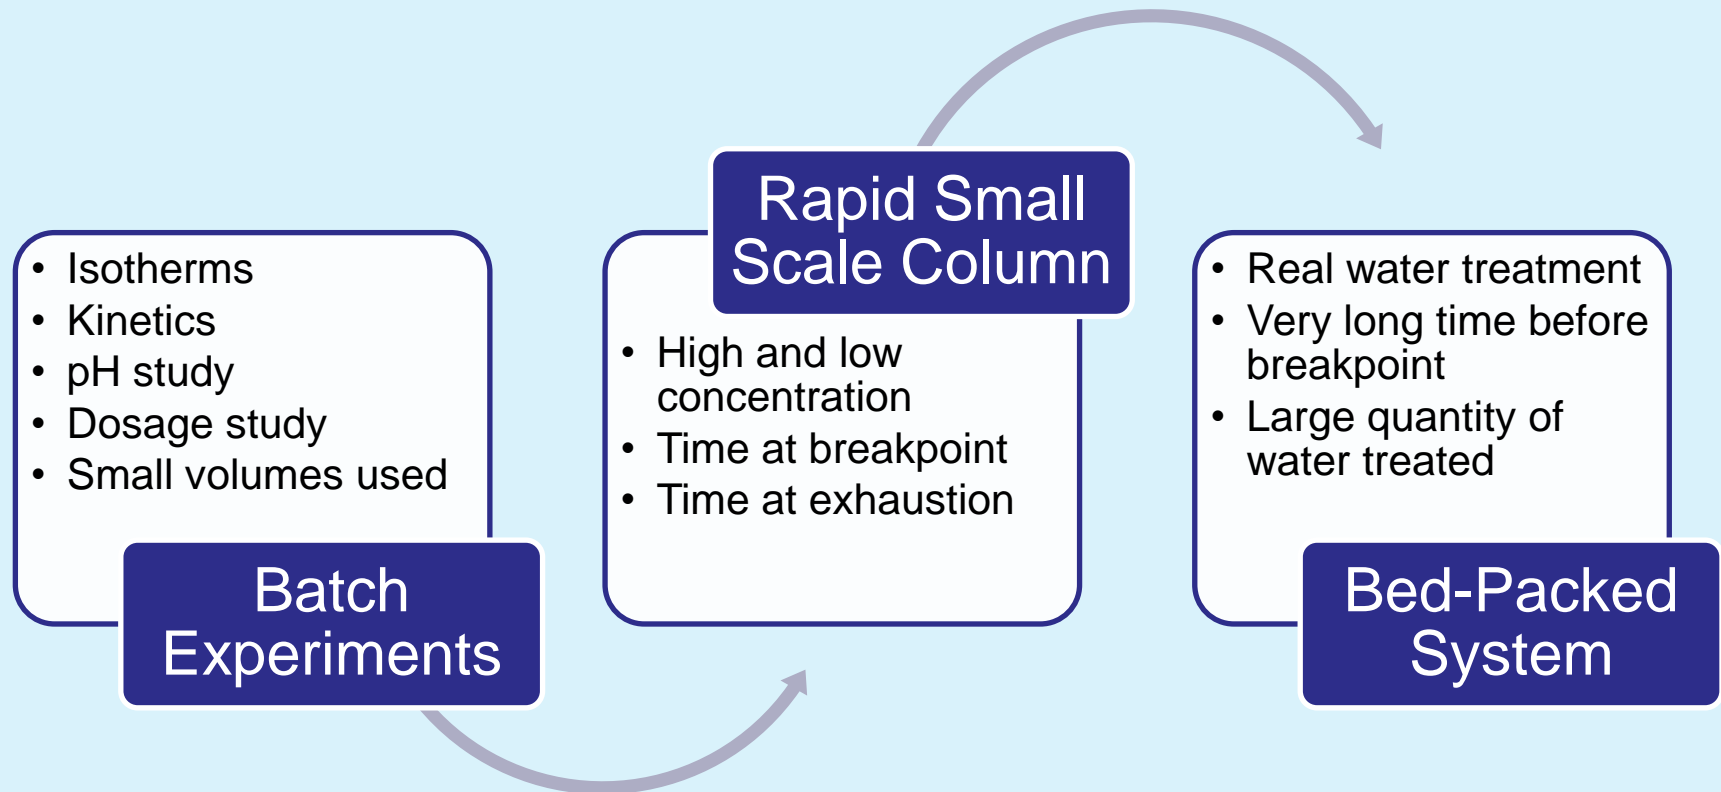 • Isotherms
• Kinetics
• pH study
• Dosage study
• Small volumes used
Batch
Experiments
Rapid Small
Scale Column
• High and low
concentration
• Time at breakpoint
• Time at exhaustion
• Real water treatment
• Very long time before
breakpoint
• Large quantity of
water treated
Bed-Packed
System